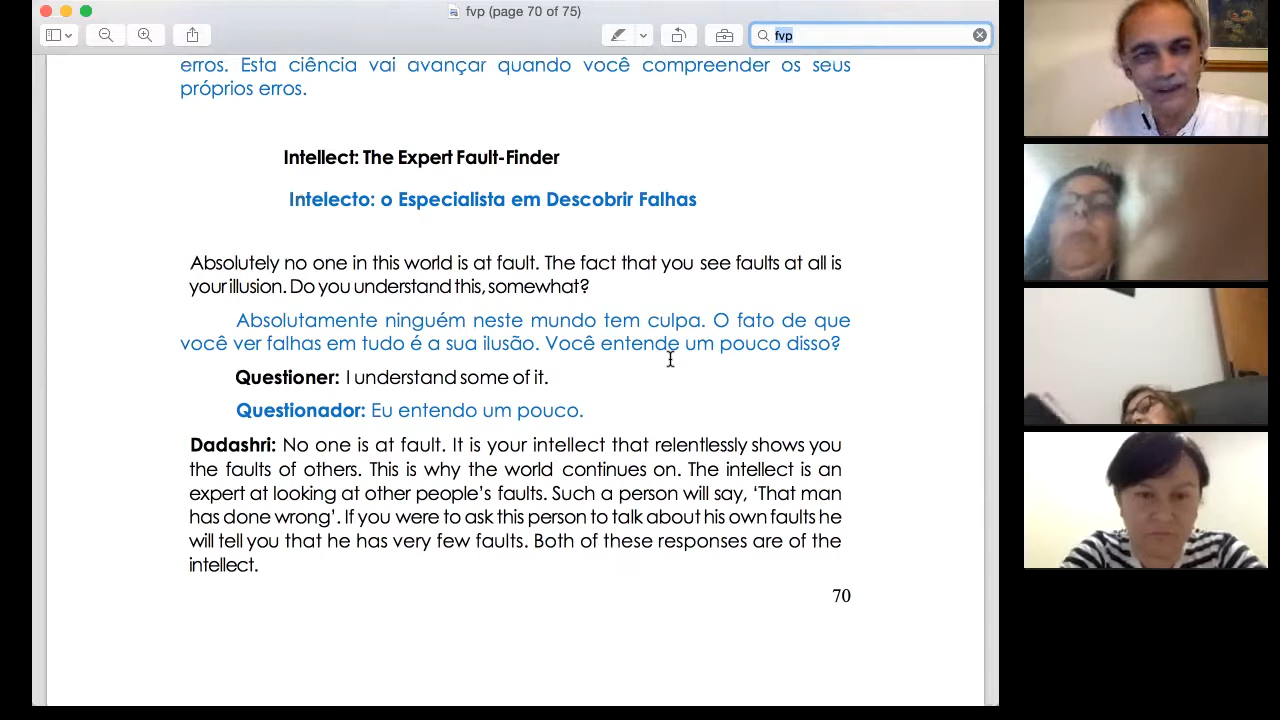 fvp (page 70 of 75)
fvp
erros. Esta ciência vai avançar quando você compreender os seus
próprios erros.
Intellect: The Expert Fault-Finder
Intelecto: o Especialista em Descobrir Falhas
Absolutely no one in this world is at fault. The fact that you see faults at all is
your illusion. Do you understand this, somewhat?
Absolutamente ninguém neste mundo tem culpa. O fato de que
você ver falhas em tudo é a sua ilusão. Você entende um pouco disso?
Questioner: I understand some of it.
Questionador: Eu entendo um pouco.
Dadashri: No one is at fault. It is your intellect that relentlessly shows you
the faults of others. This is why the world continues on. The intellect is an
expert at looking at other people's faults. Such a person will say, 'That man
has done wrong'. If you were to ask this person to talk about his own faults he
will tell you that he has very few faults. Both of these responses are of the
intellect.
70